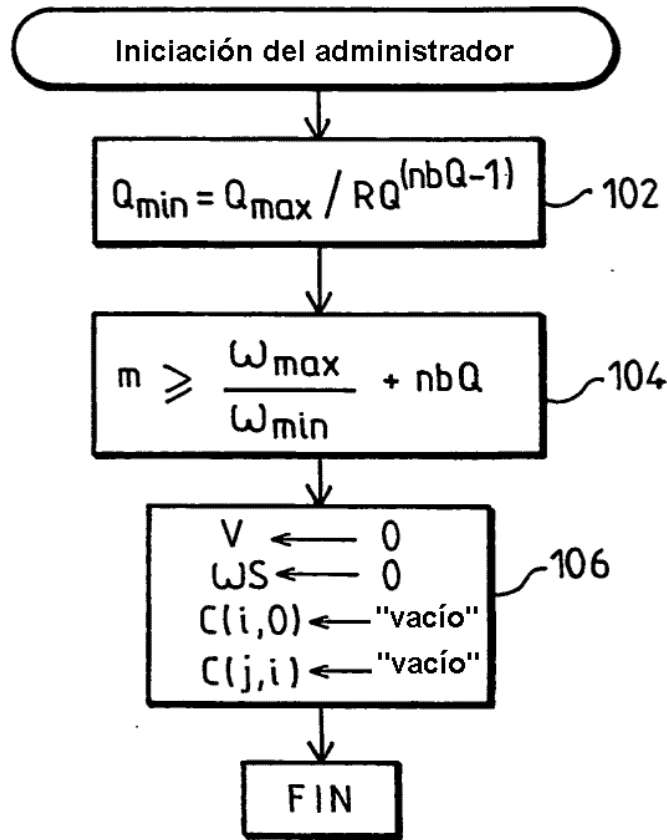 Iniciación del administrador
Qmin = Qmax / RQ^(nbQ-1)
102
m ⩾ ωmax / ωmin + nbQ
104
V ← 0
ωS ← 0
C(i,0) ← "vacío"
C(j,i) ← "vacío"
106
FIN